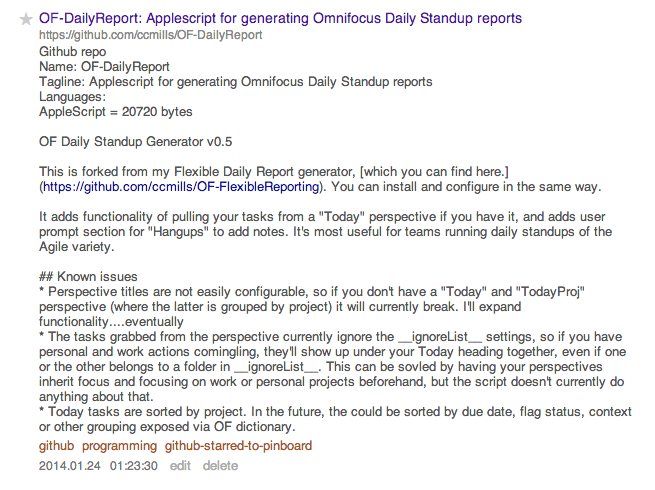 OF-DailyReport: Applescript for generating Omnifocus Daily Standup reports
https://github.com/ccmills/OF-DailyReport
Github repo
Name: OF-DailyReport
Tagline: Applescript for generating Omnifocus Daily Standup reports
Languages:
AppleScript = 20720 bytes
OF Daily Standup Generator v0.5
This is forked from my Flexible Daily Report generator, [which you can find here.]
(https://github.com/ccmills/OF-FlexibleReporting). You can install and configure in the same way.
It adds functionality of pulling your tasks from a "Today" perspective if you have it, and adds user
prompt section for "Hangups" to add notes. It's most useful for teams running daily standups of the
Agile variety.
## Known issues
* Perspective titles are not easily configurable, so if you don't have a "Today" and "TodayProj"
perspective (where the latter is grouped by project) it will currently break. I'll expand
functionality....eventually
* The tasks grabbed from the perspective currently ignore the __ignoreList__ settings, so if you have
personal and work actions comingling, they'll show up under your Today heading together, even if one
or the other belongs to a folder in __ignoreList__. This can be sovled by having your perspectives
inherit focus and focusing on work or personal projects beforehand, but the script doesn't currently do
anything about that.
* Today tasks are sorted by project. In the future, the could be sorted by due date, flag status, context
or other grouping exposed via OF dictionary.
github programming github-starred-to-pinboard
2014.01.24 01:23:30 edit delete